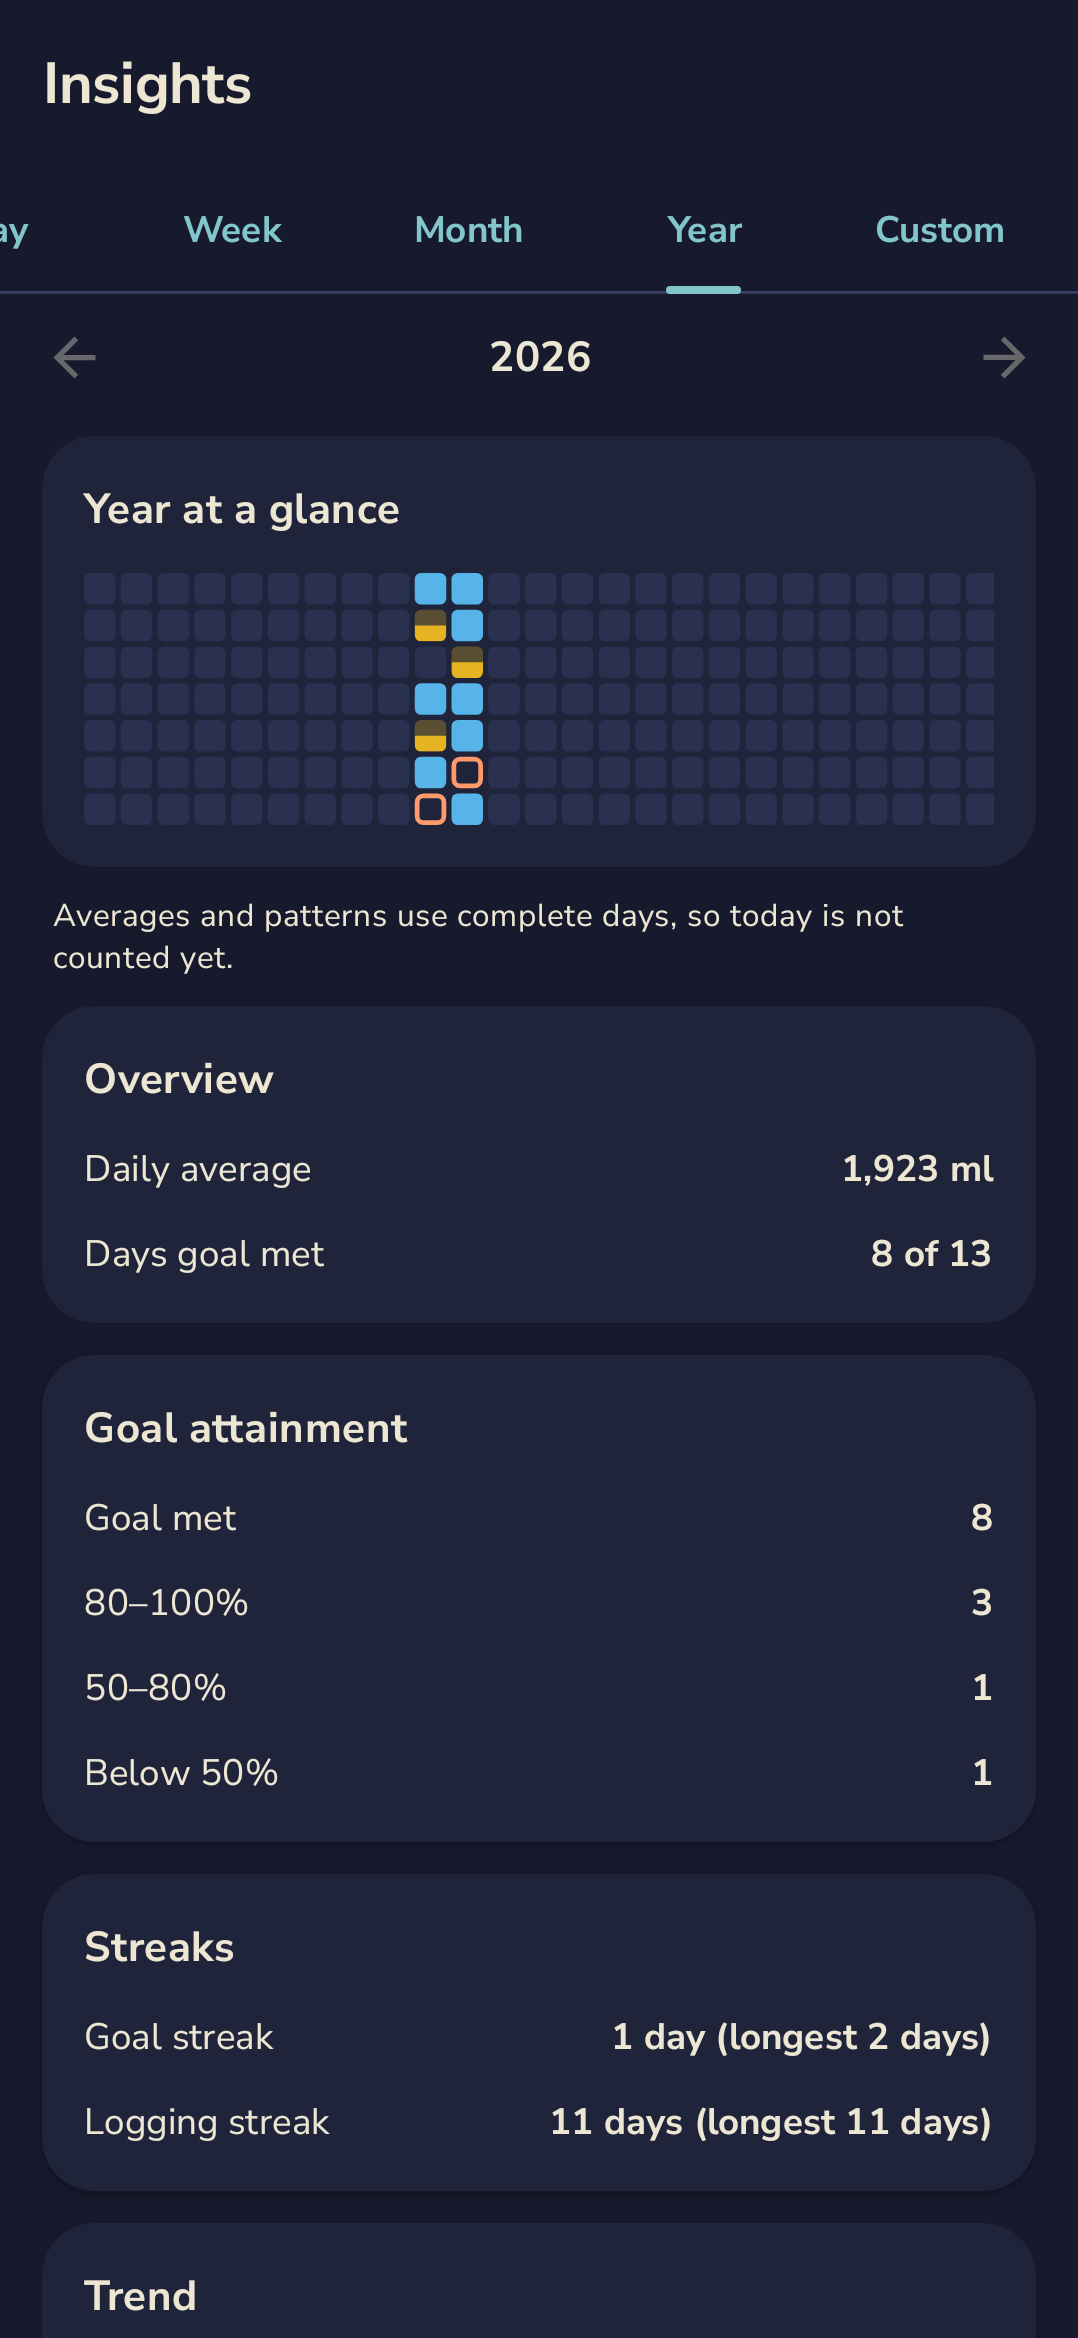 Insights
ay Week Month Year Custom
2026
Year at a glance
Averages and patterns use complete days, so today is not
counted yet.
Overview
Daily average 1,923 ml
Days goal met 8 of 13
Goal attainment
Goal met 8
80–100% 3
50–80% 1
Below 50% 1
Streaks
Goal streak 1 day (longest 2 days)
Logging streak 11 days (longest 11 days)
Trend